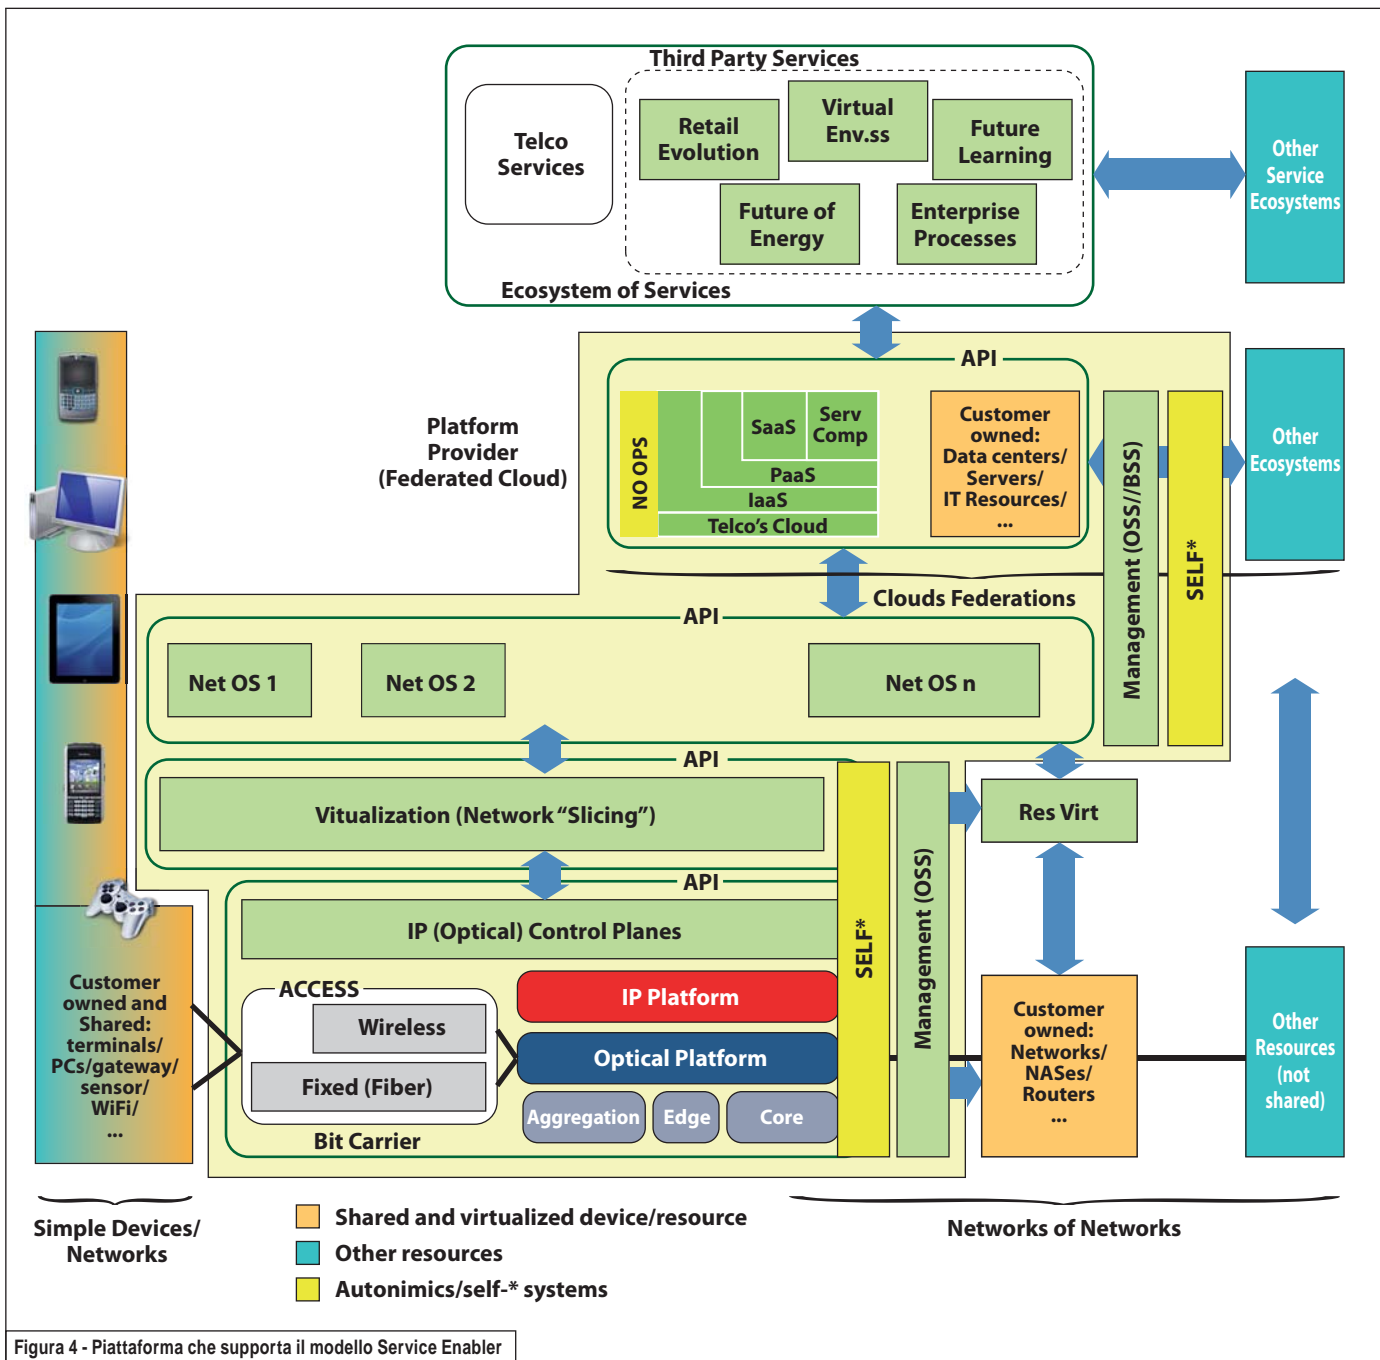 Third Party Services
Telco
Services
Retail
Evolution
Virtual
Env.ss
Future
Learning
Future of
Energy
Enterprise
Processes
Ecosystem of Services
Other
Service
Ecosystems
Platform
Provider
(Federated Cloud)
API
NO OPS
SaaS
Serv
Comp
PaaS
IaaS
Telco's Cloud
Customer
owned:
Data centers/
Servers/
IT Resources/
...
Management (OSS//BSS)
SELF*
Other
Ecosystems
Clouds Federations
API
Net OS 1
Net OS 2
Net OS n
API
Vitualization (Network “Slicing”)
Res Virt
API
IP (Optical) Control Planes
SELF*
Management (OSS)
ACCESS
Wireless
Fixed (Fiber)
IP Platform
Optical Platform
Aggregation
Edge
Core
Bit Carrier
Customer
owned and
Shared:
terminals/
PCs/gateway/
sensor/
WiFi/
...
Customer
owned:
Networks/
NASes/
Routers
...
Other
Resources
(not
shared)
Simple Devices/
Networks
Networks of Networks
Shared and virtualized device/resource
Other resources
Autonimics/self-* systems
Figura 4 - Piattaforma che supporta il modello Service Enabler